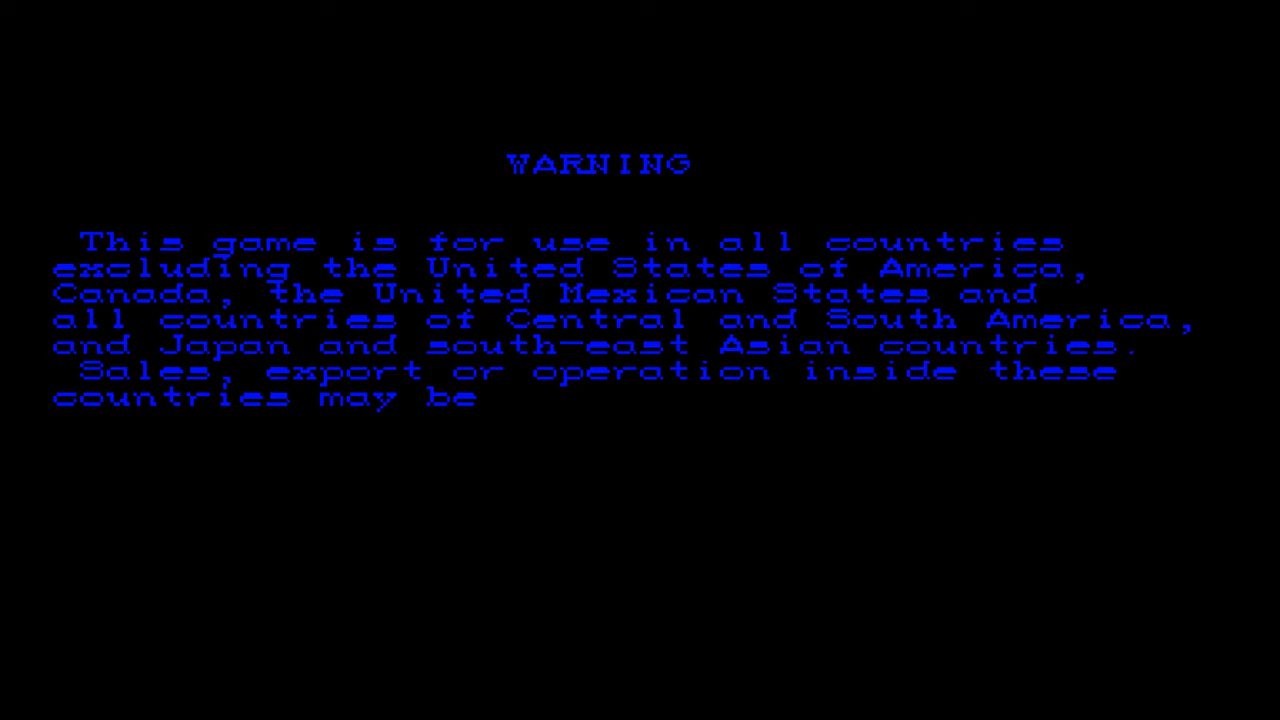 WARNING
This game is for use in all countries
excluding the United States of America,
Canada, the United Mexican States and
all countries of Central and South America,
and Japan and south-east Asian countries.
Sales, export or operation inside these
countries may be